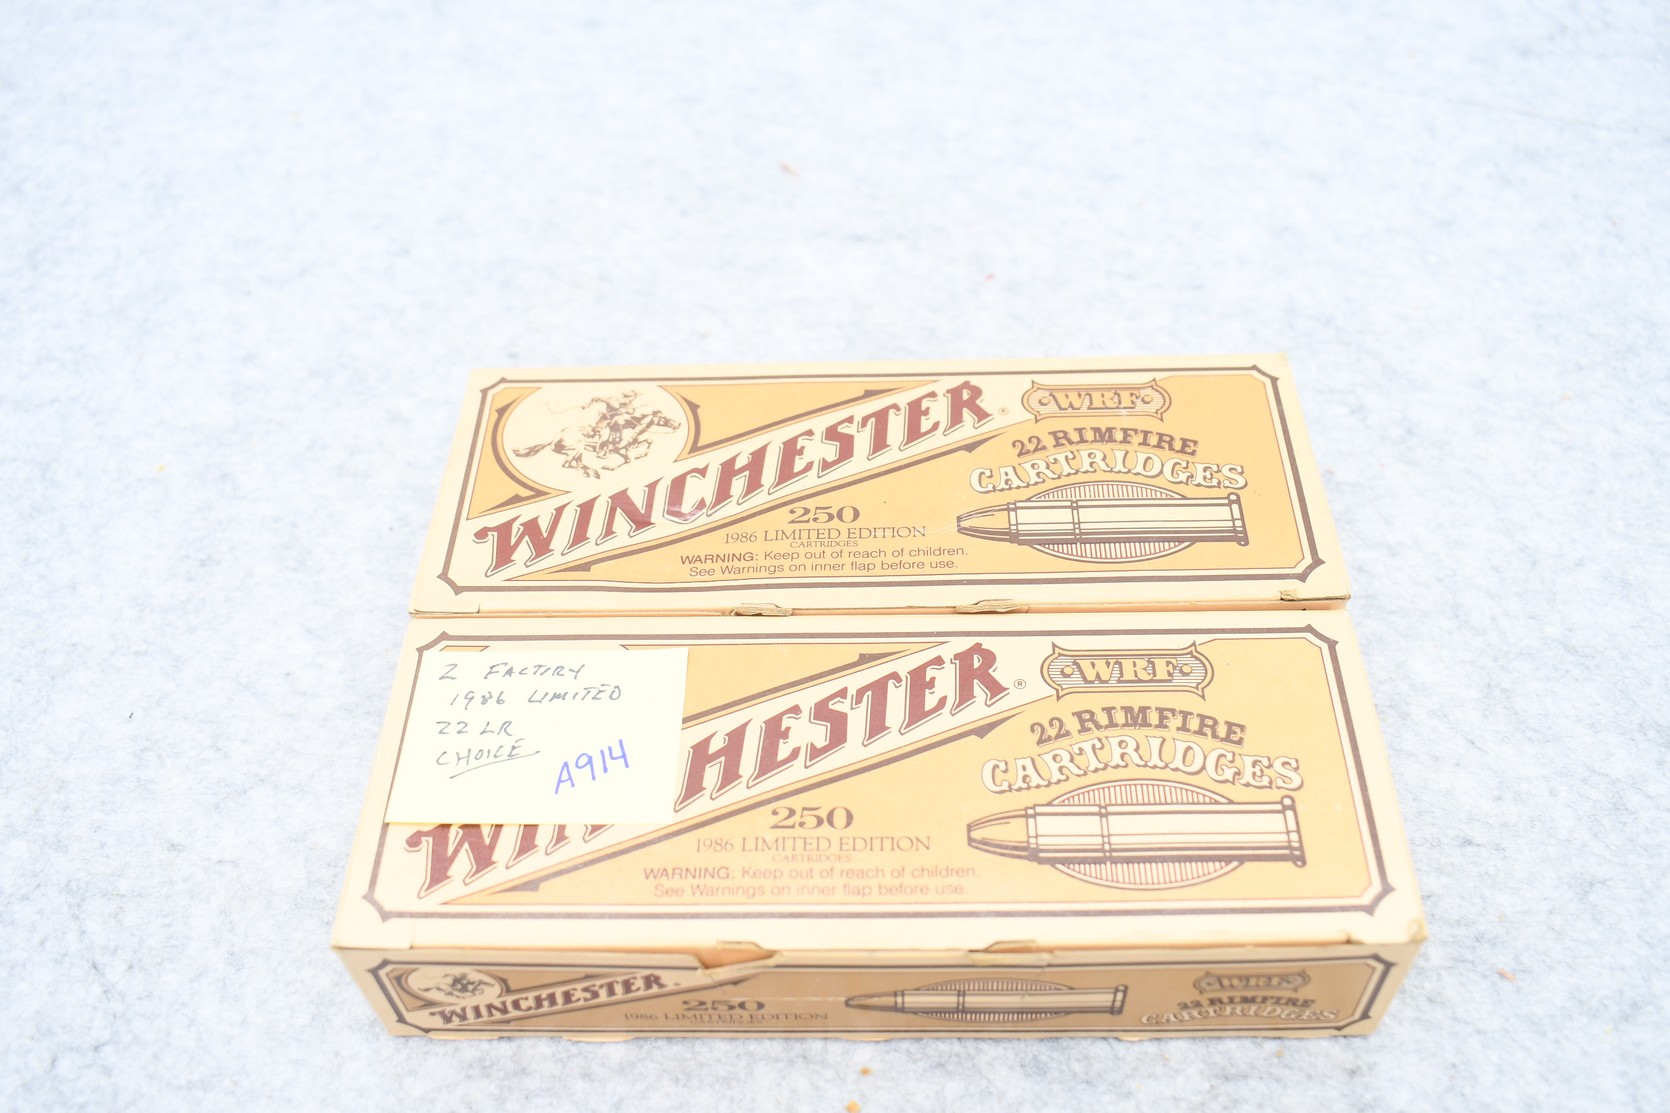 WINCHESTER®
WRF
22 RIMFIRE
CARTRIDGES
250
1986 LIMITED EDITION
CARTRIDGES
WARNING: Keep out of reach of children.
See Warnings on inner flap before use.
2 FACTIRY
1986 LIMITED
22 LR
CHOICE
A914
WINCHESTER®
WRF
22 RIMFIRE
CARTRIDGES
250
1986 LIMITED EDITION
CARTRIDGES
WARNING: Keep out of reach of children.
See Warnings on inner flap before use.
WINCHESTER
250
1986 LIMITED EDITION
CARTRIDGES
WRF
22 RIMFIRE
CARTRIDGES